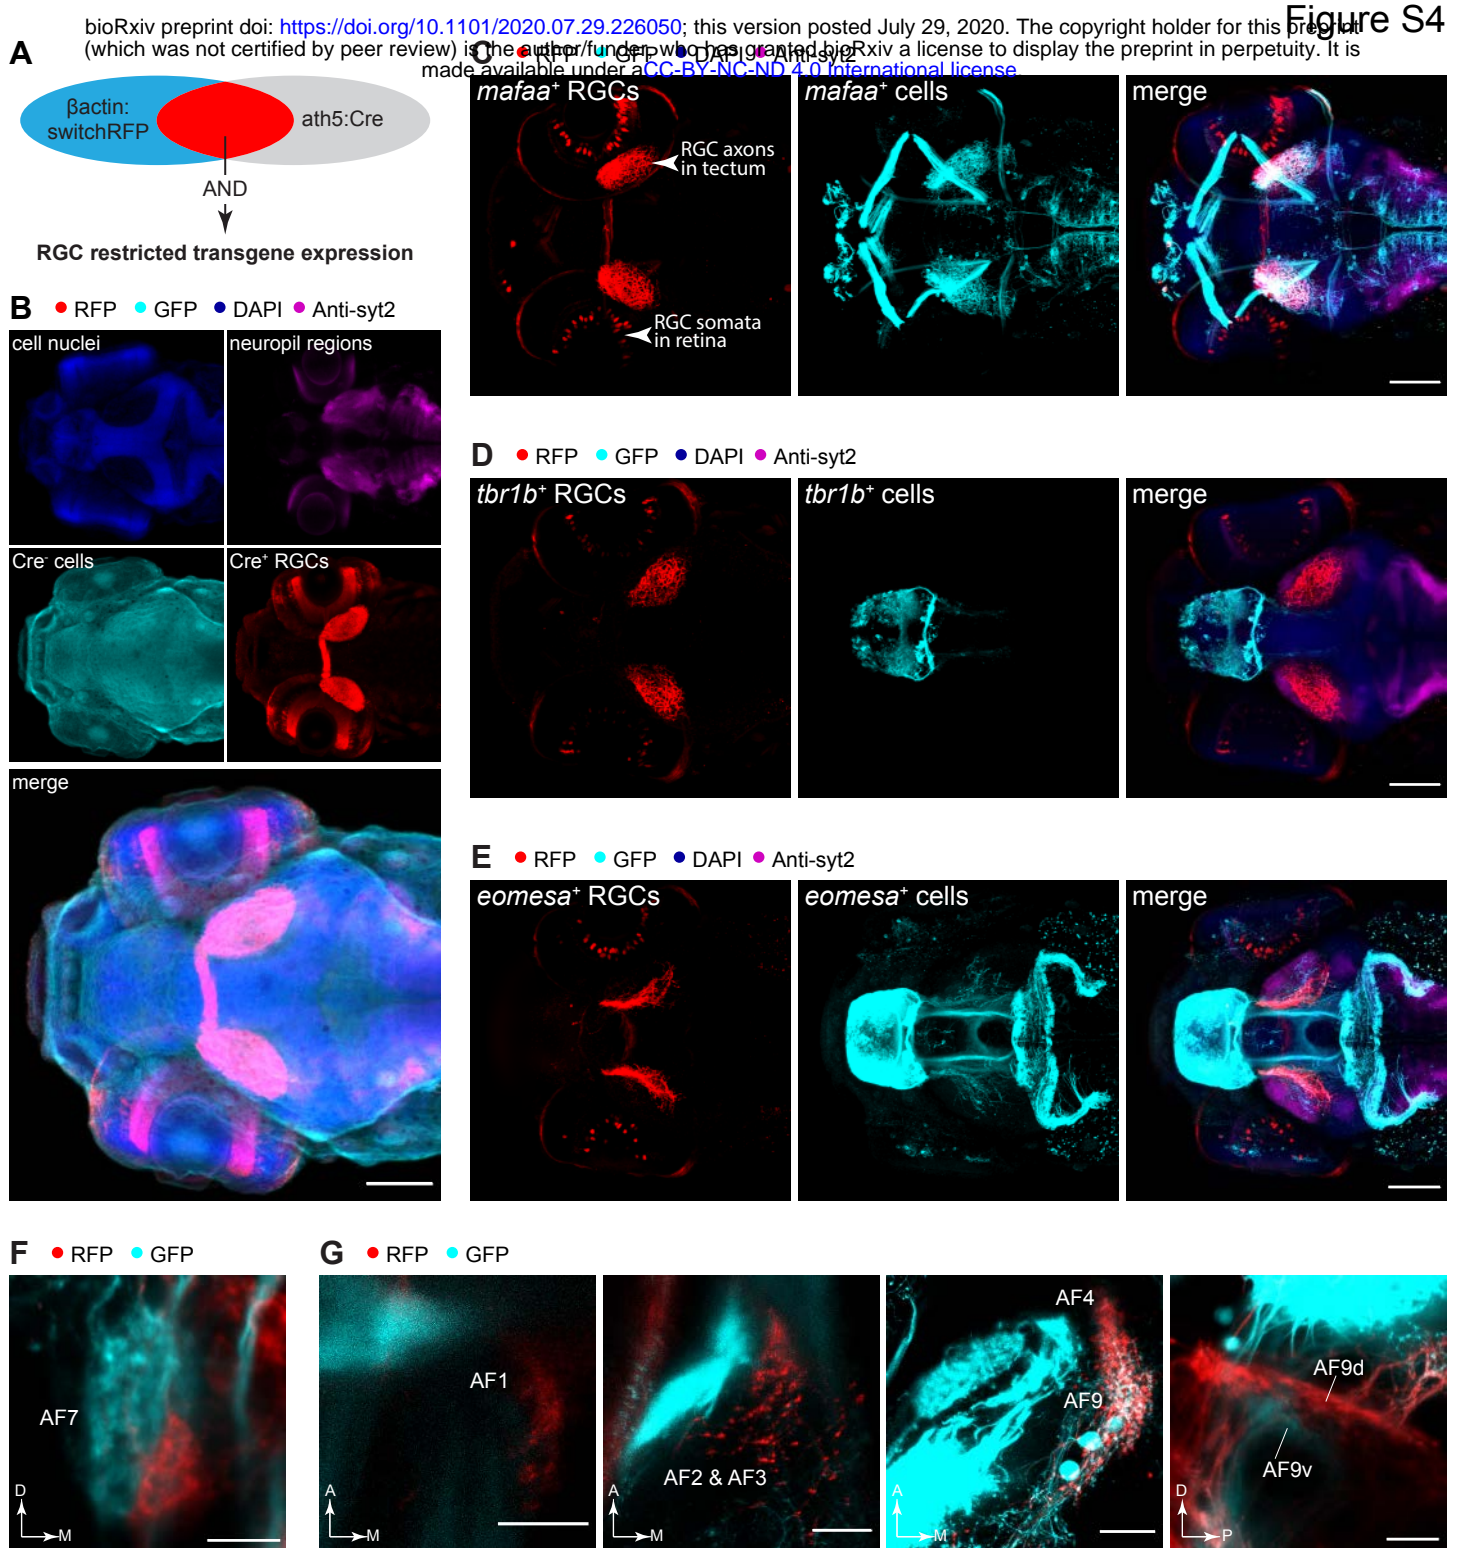 Figure S4
bioRxiv preprint doi: https://doi.org/10.1101/2020.07.29.226050; this version posted July 29, 2020. The copyright holder for this preprint
(which was not certified by peer review) is the author/funder, who has granted bioRxiv a license to display the preprint in perpetuity. It is
made available under aCC-BY-NC-ND 4.0 International license.
A
βactin:
switchRFP
ath5:Cre
AND
RGC restricted transgene expression
B RFP GFP DAPI Anti-syt2
cell nuclei
neuropil regions
Cre- cells
Cre+ RGCs
merge
C RFP GFP DAPI Anti-syt2
mafaa+ RGCs
RGC axons
in tectum
RGC somata
in retina
mafaa+ cells
merge
D RFP GFP DAPI Anti-syt2
tbr1b+ RGCs
tbr1b+ cells
merge
E RFP GFP DAPI Anti-syt2
eomesa+ RGCs
eomesa+ cells
merge
F RFP GFP
AF7
D
M
G RFP GFP
AF1
A
M
AF2 & AF3
A
M
AF4
AF9
A
M
AF9d
AF9v
D
P